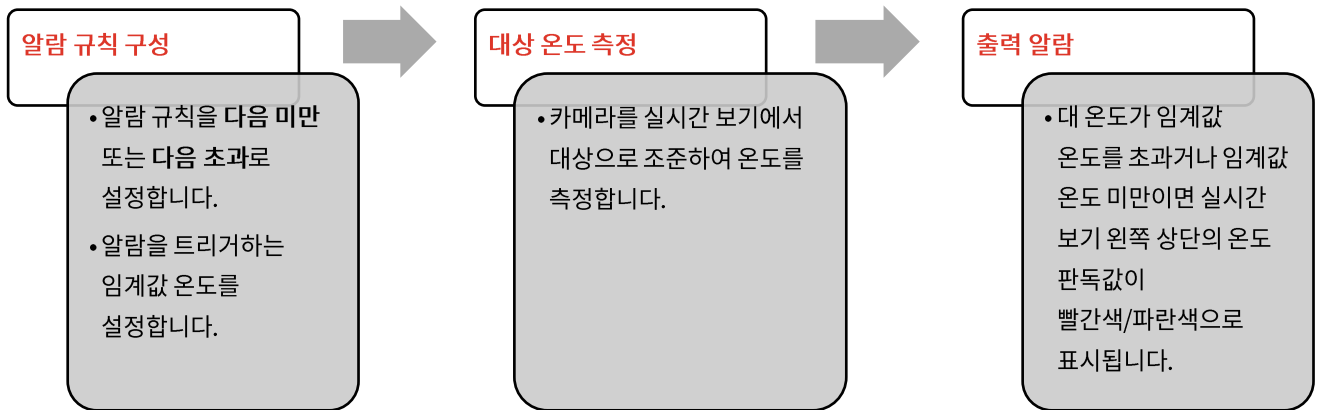 알람 규칙 구성
•알람 규칙을 다음 미만
또는 다음 초과로
설정합니다.
•알람을 트리거하는
임계값 온도를
설정합니다.
대상 온도 측정
•카메라를 실시간 보기에서
대상으로 조준하여 온도를
측정합니다.
출력 알람
•대 온도가 임계값
온도를 초과거나 임계값
온도 미만이면 실시간
보기 왼쪽 상단의 온도
판독값이
빨간색/파란색으로
표시됩니다.